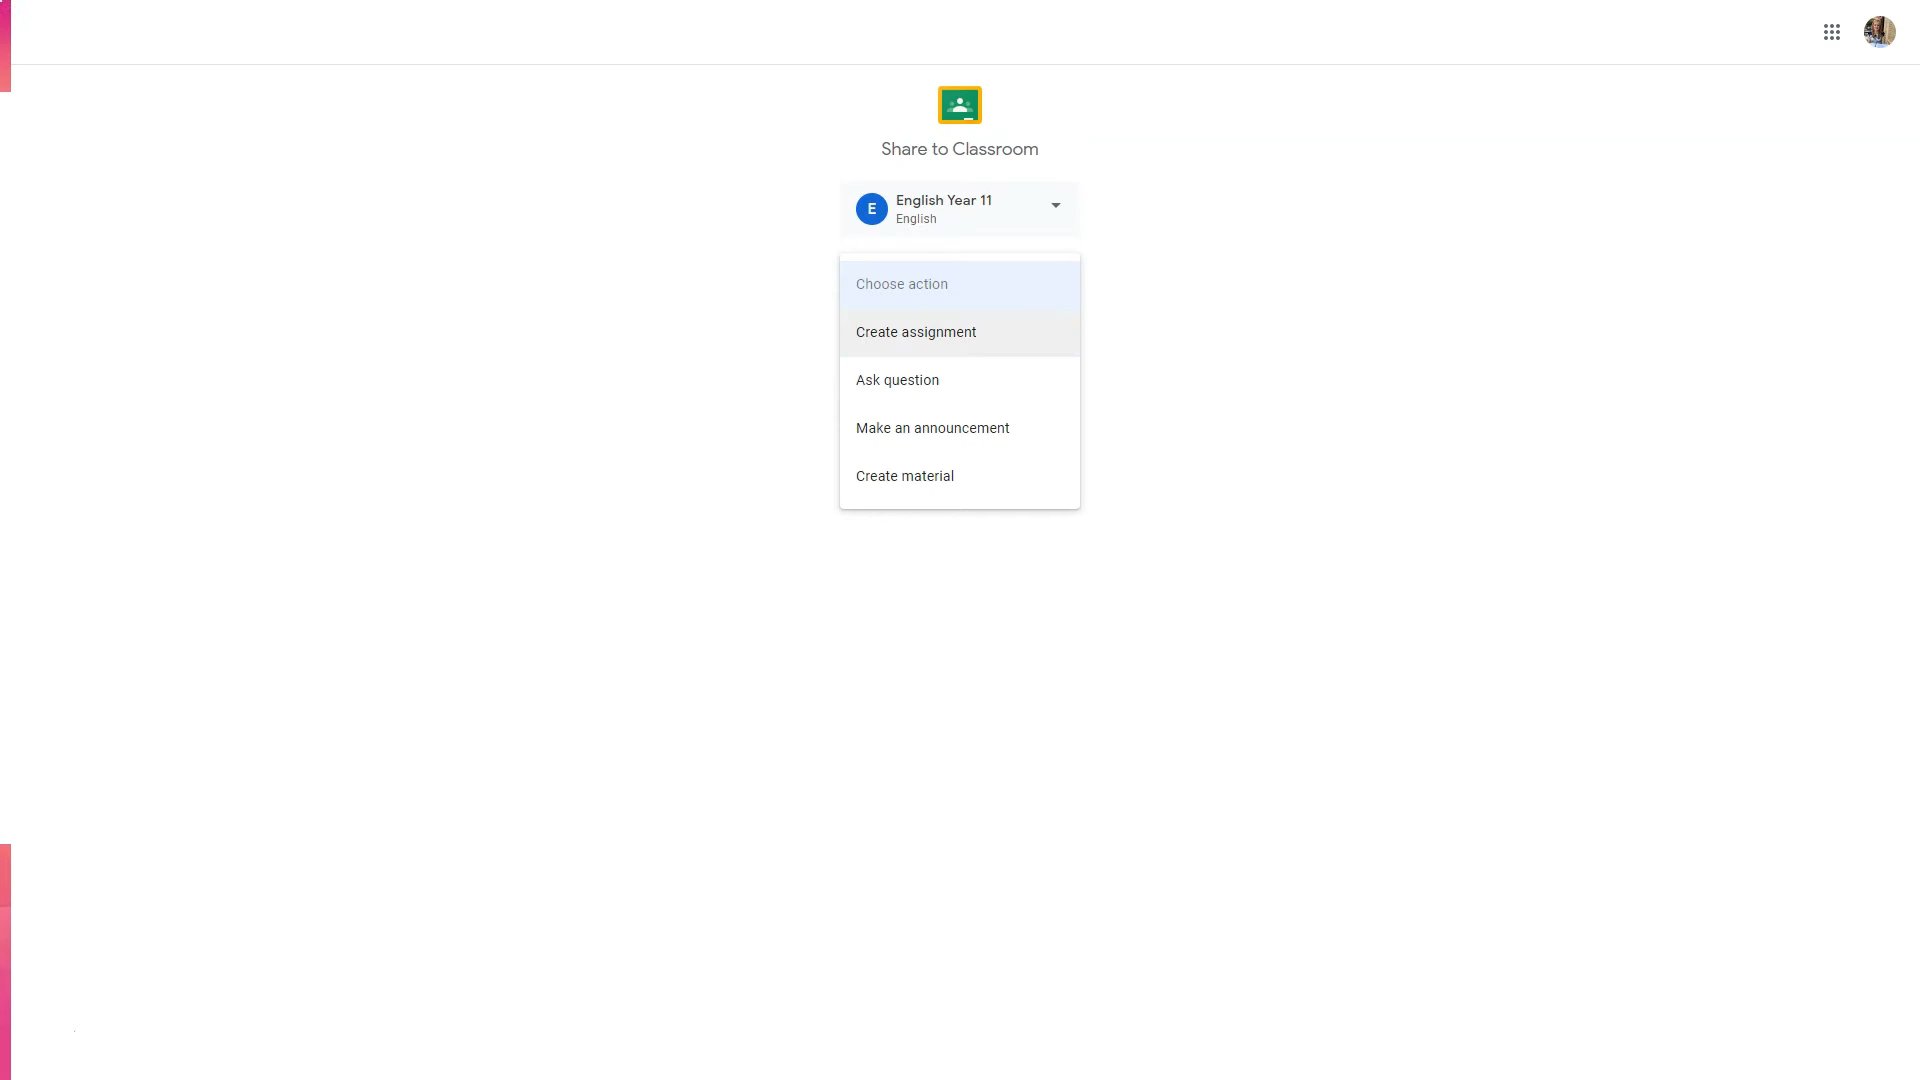 Share to Classroom
E
English Year 11
English
Choose action
Create assignment
Ask question
Make an announcement
Create material